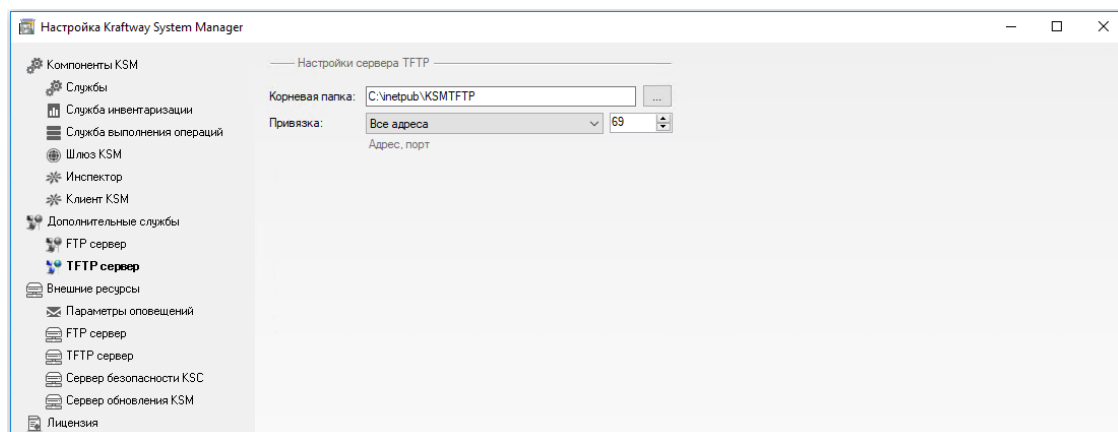 Настройка Kraftway System Manager
Компоненты KSM
Службы
Служба инвентаризации
Служба выполнения операций
Шлюз KSM
Инспектор
Клиент KSM
Дополнительные службы
FTP сервер
TFTP сервер
Внешние ресурсы
Параметры оповещений
FTP сервер
TFTP сервер
Сервер безопасности KSC
Сервер обновления KSM
Лицензия
Настройки сервера TFTP
Корневая папка: C:\inetpub\KSMTFTP ...
Привязка: Все адреса 69
Адрес, порт